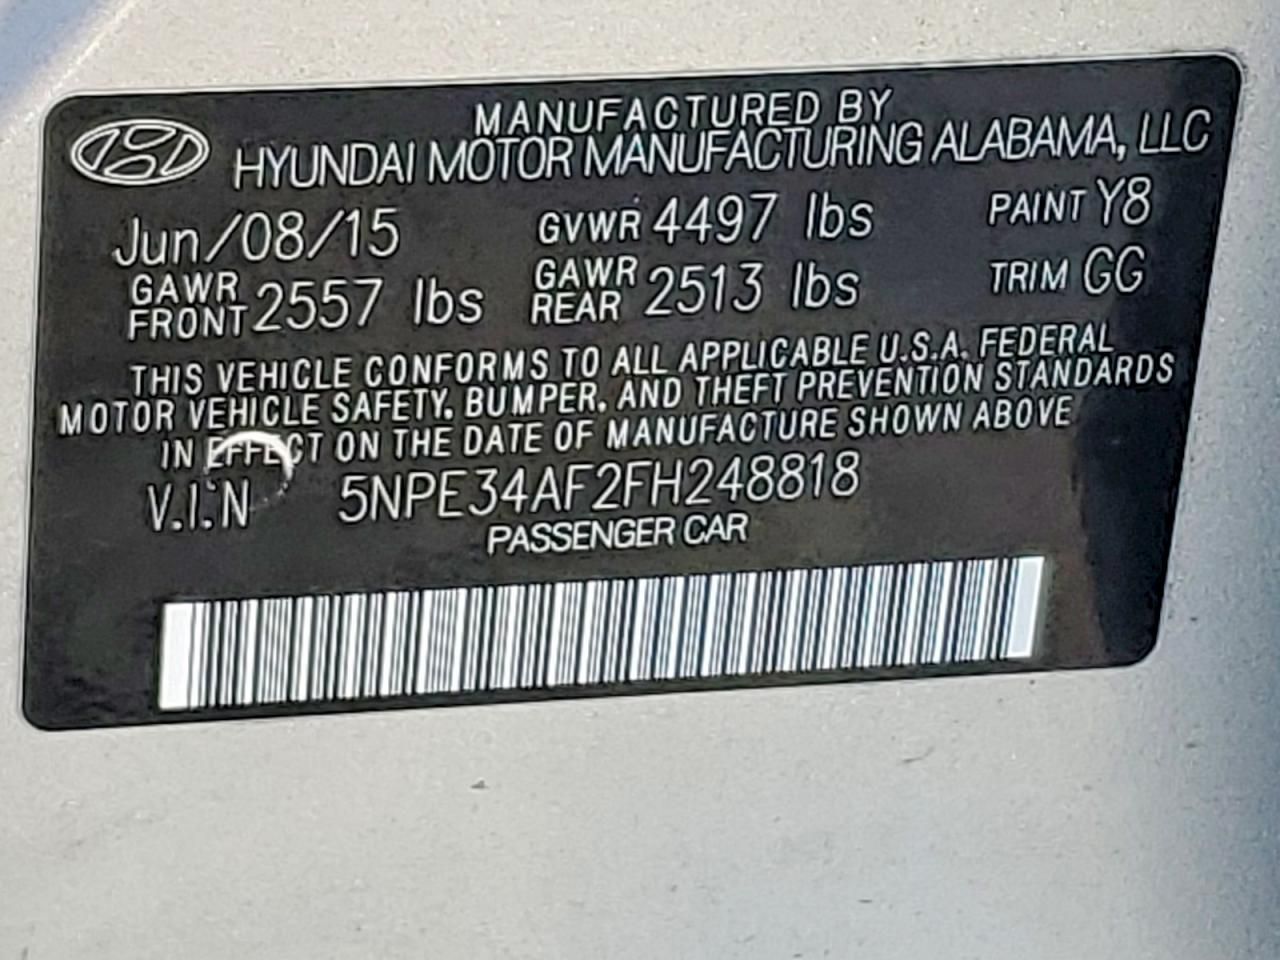 MANUFACTURED BY
HYUNDAI MOTOR MANUFACTURING ALABAMA, LLC
Jun/08/15 GVWR 4497 lbs PAINT Y8
GAWR FRONT 2557 lbs GAWR REAR 2513 lbs TRIM GG
THIS VEHICLE CONFORMS TO ALL APPLICABLE U.S.A. FEDERAL
MOTOR VEHICLE SAFETY, BUMPER, AND THEFT PREVENTION STANDARDS
IN EFFECT ON THE DATE OF MANUFACTURE SHOWN ABOVE
V.I.N 5NPE34AF2FH248818
PASSENGER CAR